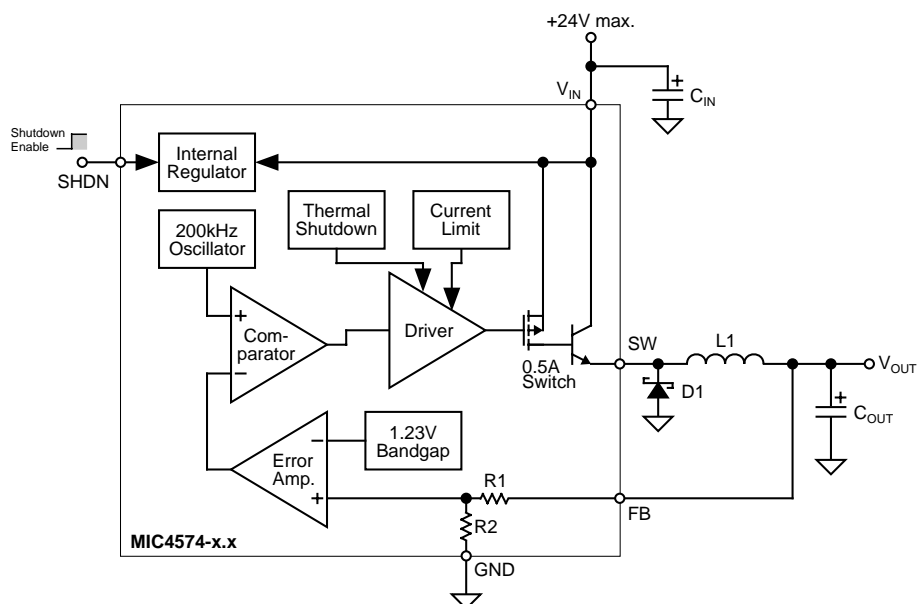 +24V max.
VIN
CIN
Shutdown
Enable
SHDN
Internal
Regulator
200kHz
Oscillator
Thermal
Shutdown
Current
Limit
+
Com-
parator
−
Driver
0.5A
Switch
SW
L1
VOUT
D1
+
COUT
+
Error
Amp.
−
+
1.23V
Bandgap
R1
R2
FB
GND
MIC4574-x.x